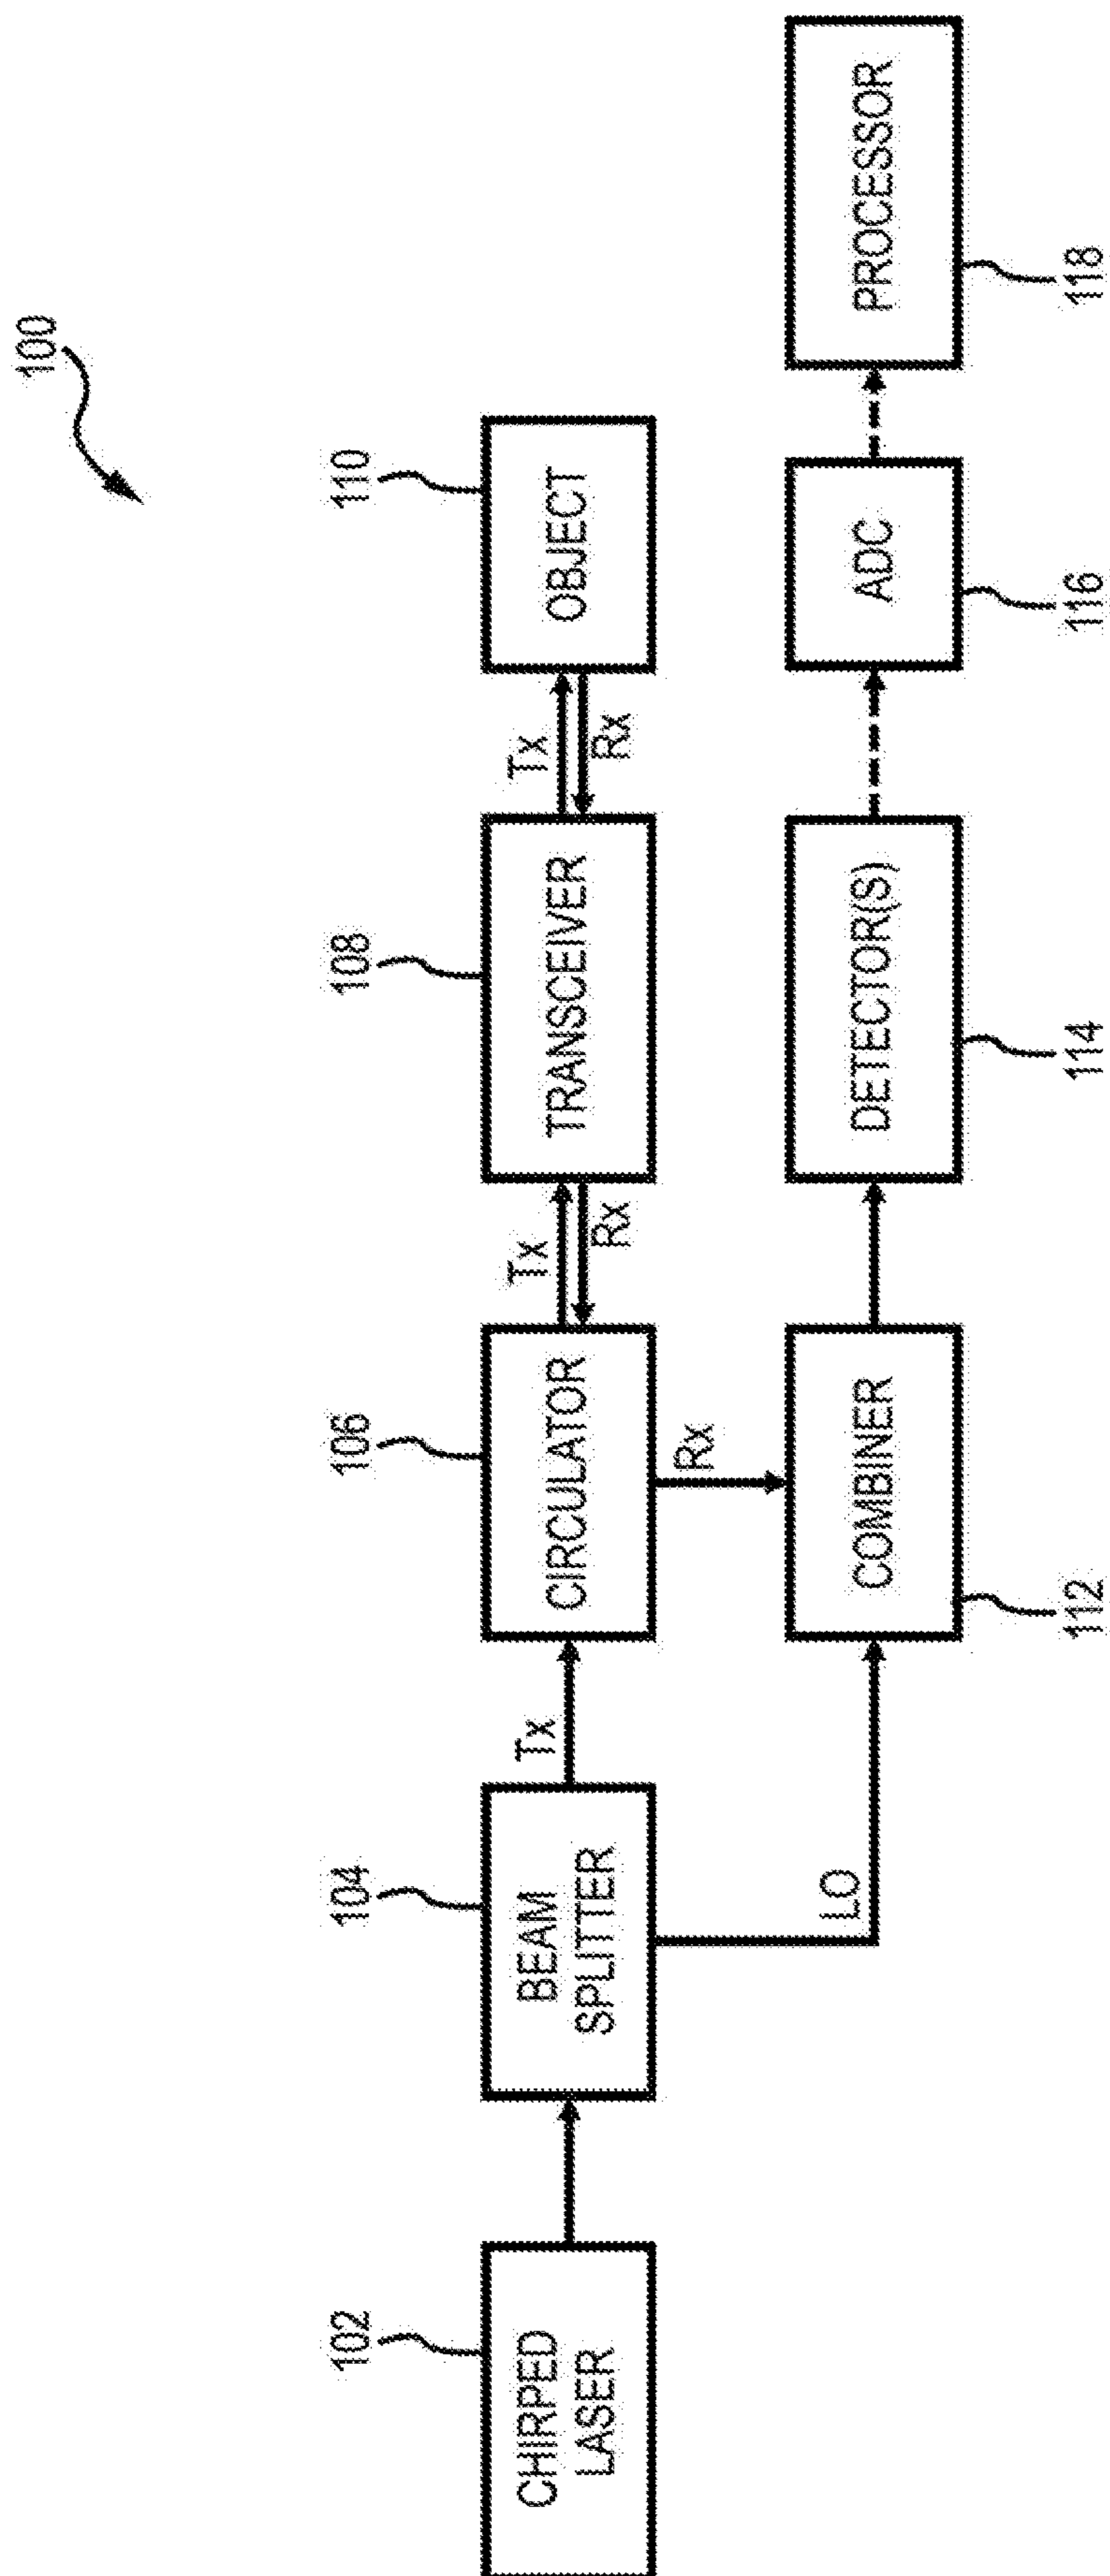 100
102
104
106
108
110
CHIRPED
LASER
BEAM
SPLITTER
Tx
CIRCULATOR
Tx
Rx
TRANSCEIVER
Tx
Rx
OBJECT
LO
Rx
COMBINER
DETECTOR(S)
ADC
PROCESSOR
112
114
116
118